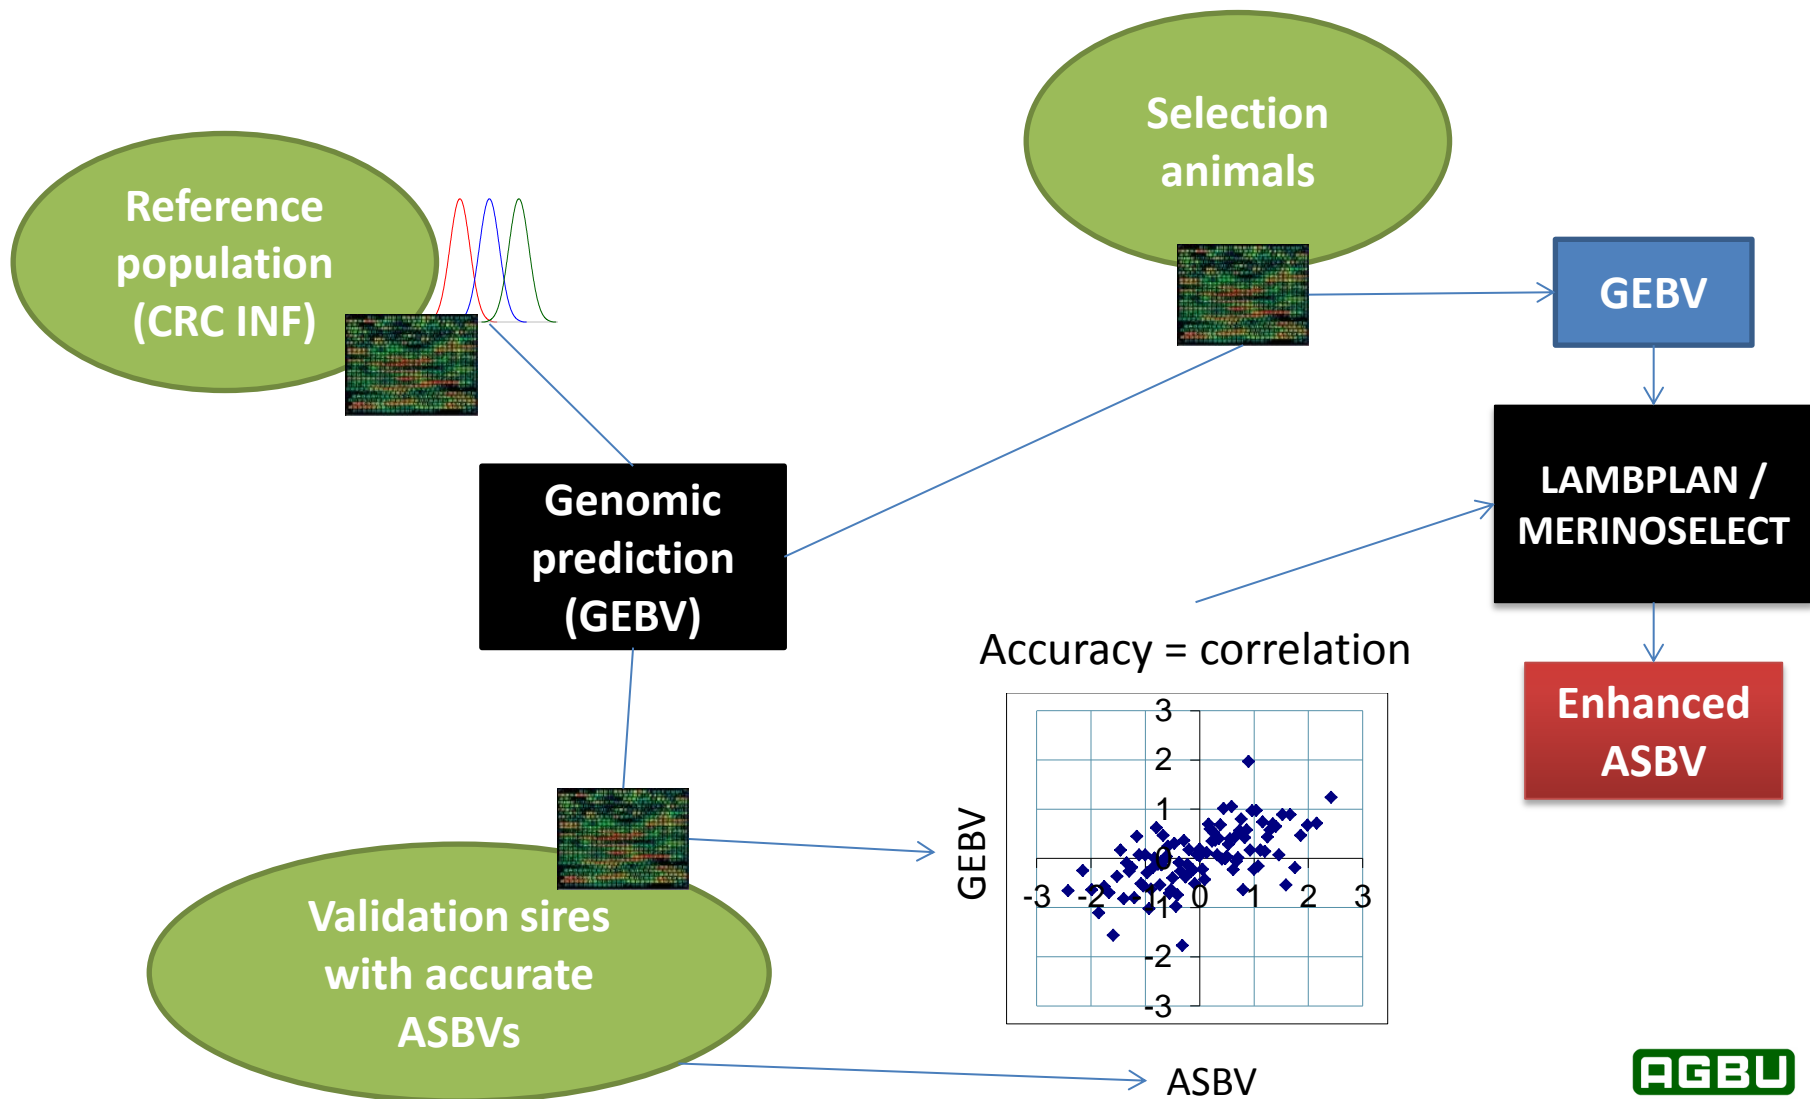 Selection
animals
Reference
population
(CRC INF)
GEBV
LAMBPLAN /
MERINOSELECT
Genomic
prediction
(GEBV)
Accuracy = correlation
Enhanced
ASBV
3
2
1
0
-3 -2 -1 0 1 2 3
-2
-3
GEBV
Validation sires
with accurate
ASBVs
ASBV
AGBU